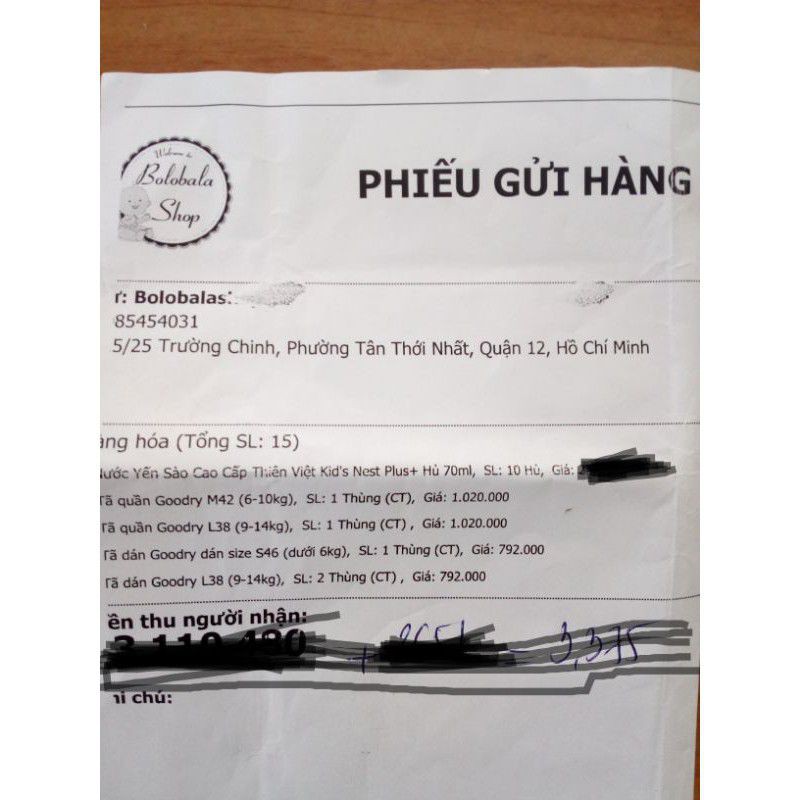 Welcome to
Bolobala
Shop
PHIẾU GỬI HÀNG
r: Bolobalas
85454031
5/25 Trường Chinh, Phường Tân Thới Nhất, Quận 12, Hồ Chí Minh
àng hóa (Tổng SL: 15)
Nước Yến Sào Cao Cấp Thiên Việt Kid's Nest Plus+ Hủ 70ml, SL: 10 Hủ, Giá:
Tã quần Goodry M42 (6-10kg), SL: 1 Thùng (CT), Giá: 1.020.000
Tã quần Goodry L38 (9-14kg), SL: 1 Thùng (CT) , Giá: 1.020.000
Tã dán Goodry dán size S46 (dưới 6kg), SL: 1 Thùng (CT), Giá: 792.000
Tã dán Goodry L38 (9-14kg), SL: 2 Thùng (CT) , Giá: 792.000
ền thu người nhận:
+ = 3,375
hi chú: